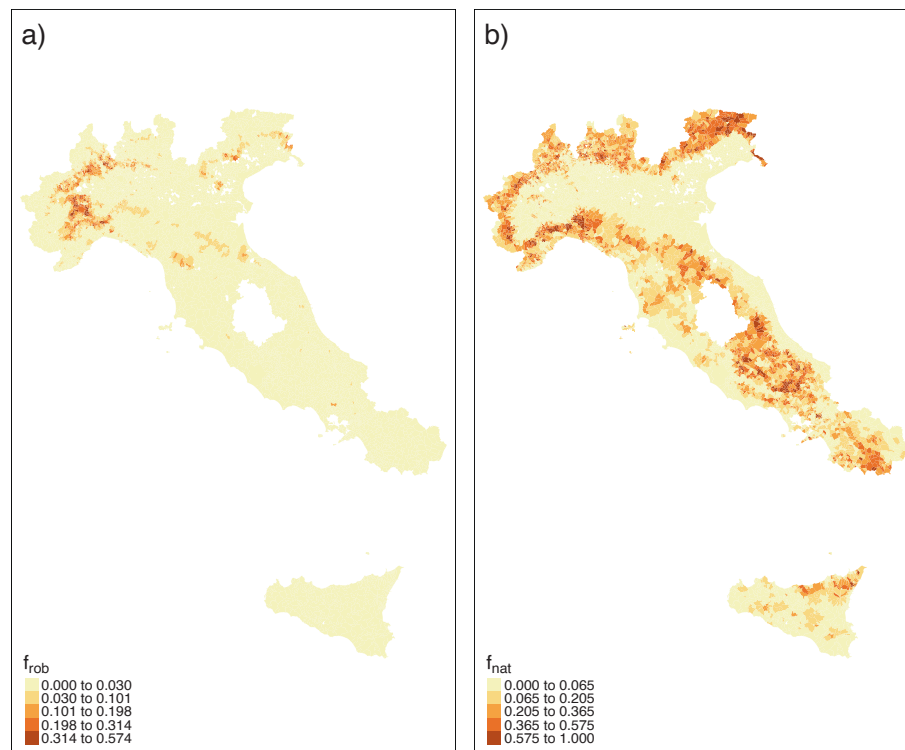 a)
f_rob
0.000 to 0.030
0.030 to 0.101
0.101 to 0.198
0.198 to 0.314
0.314 to 0.574
b)
f_nat
0.000 to 0.065
0.065 to 0.205
0.205 to 0.365
0.365 to 0.575
0.575 to 1.000